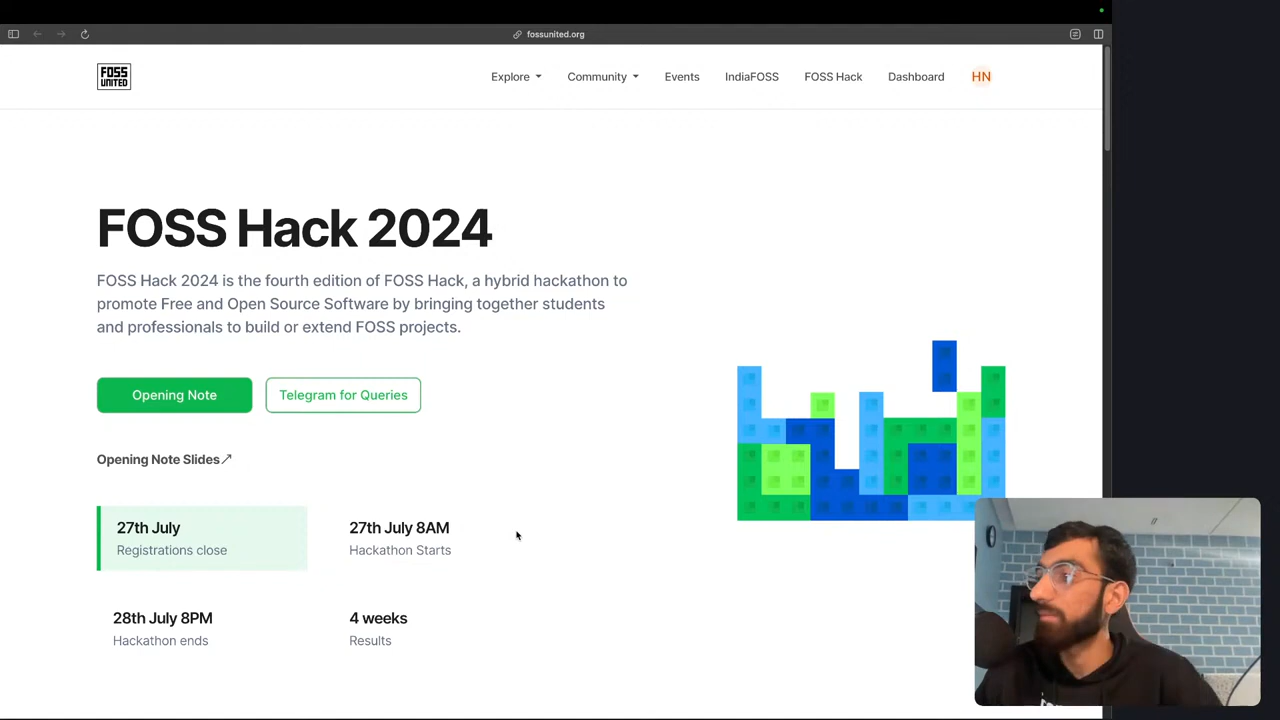 fossunited.org
FOSS
UNITED
Explore
Community
Events
IndiaFOSS
FOSS Hack
Dashboard
HN
FOSS Hack 2024
FOSS Hack 2024 is the fourth edition of FOSS Hack, a hybrid hackathon to
promote Free and Open Source Software by bringing together students
and professionals to build or extend FOSS projects.
Opening Note
Telegram for Queries
Opening Note Slides↗
27th July
Registrations close
27th July 8AM
Hackathon Starts
28th July 8PM
Hackathon ends
4 weeks
Results